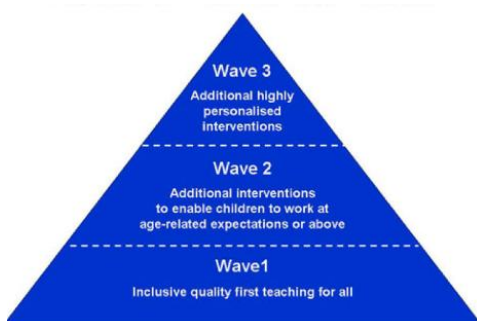 Wave 3
Additional highly
personalised
interventions
Wave 2
Additional interventions
to enable children to work at
age-related expectations or above
Wave1
Inclusive quality first teaching for all